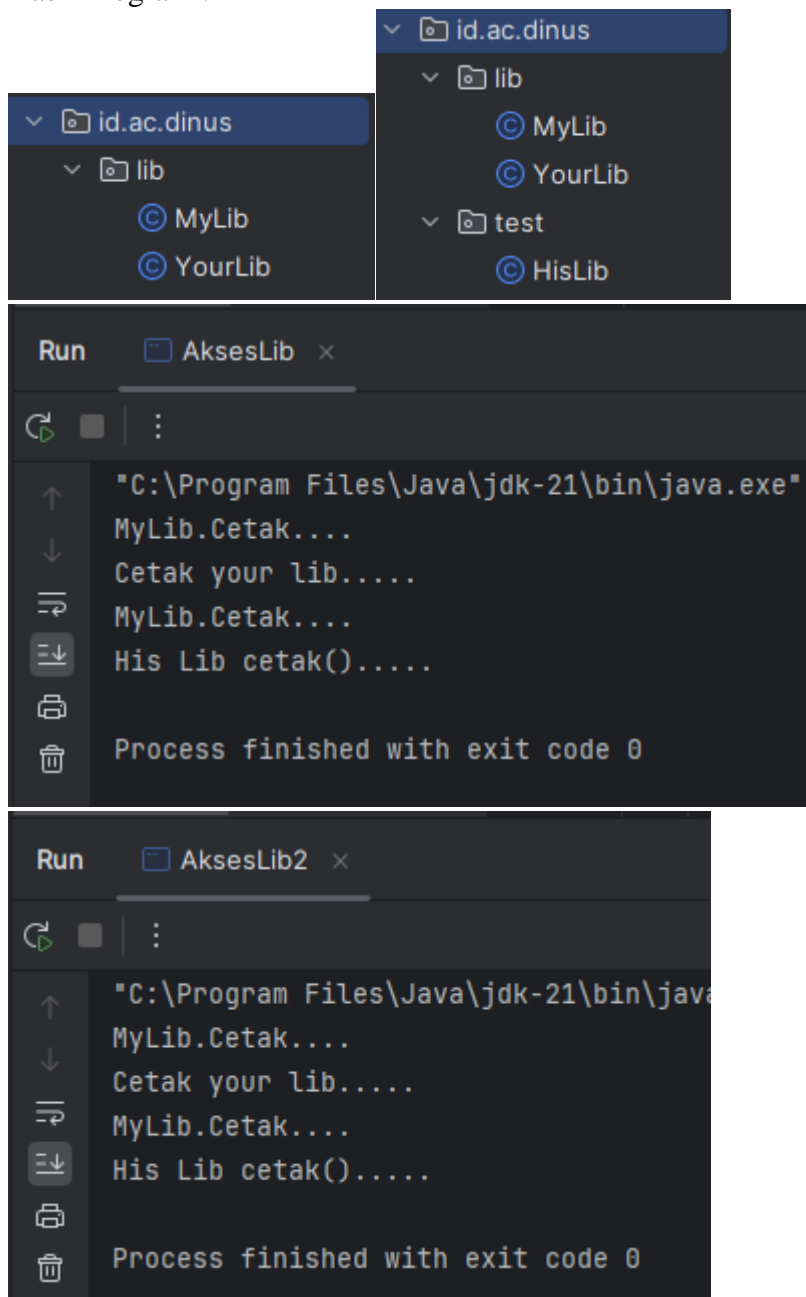 id.ac.dinus
lib
MyLib
YourLib
id.ac.dinus
lib
MyLib
YourLib
test
HisLib
Run AksesLib
"C:\Program Files\Java\jdk-21\bin\java.exe"
MyLib.Cetak....
Cetak your lib.....
MyLib.Cetak....
His Lib cetak().....
Process finished with exit code 0
Run AksesLib2
"C:\Program Files\Java\jdk-21\bin\java
MyLib.Cetak....
Cetak your lib.....
MyLib.Cetak....
His Lib cetak().....
Process finished with exit code 0